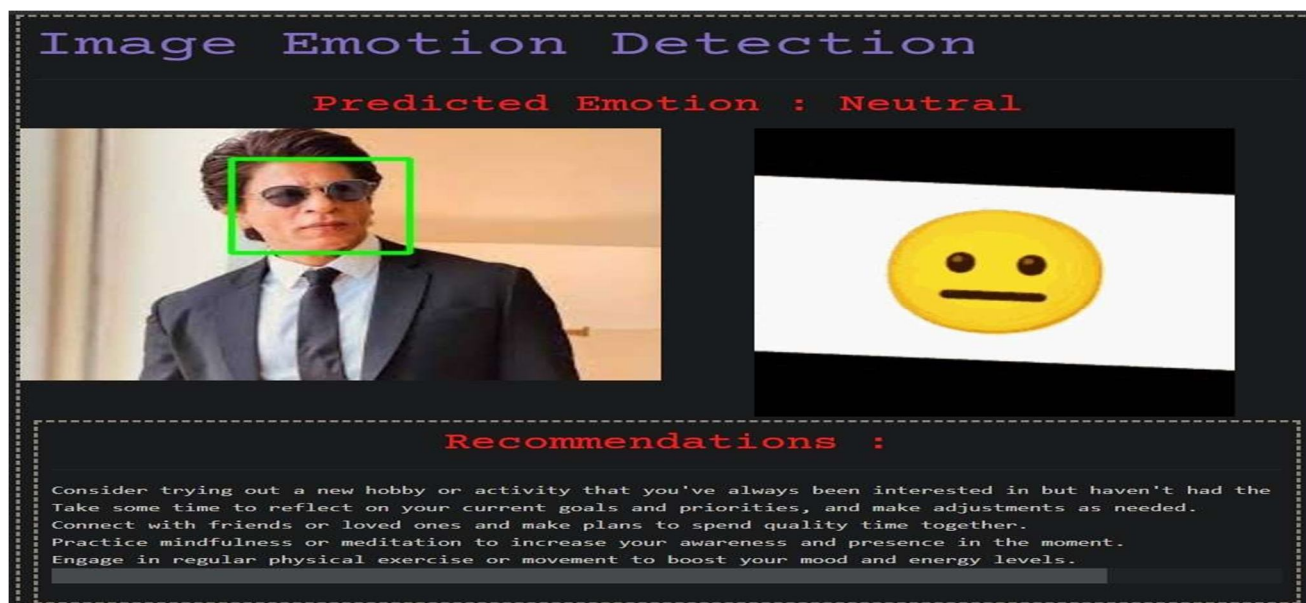 Image Emotion Detection
Predicted Emotion : Neutral
Recommendations :
Consider trying out a new hobby or activity that you've always been interested in but haven't had the
Take some time to reflect on your current goals and priorities, and make adjustments as needed.
Connect with friends or loved ones and make plans to spend quality time together.
Practice mindfulness or meditation to increase your awareness and presence in the moment.
Engage in regular physical exercise or movement to boost your mood and energy levels.